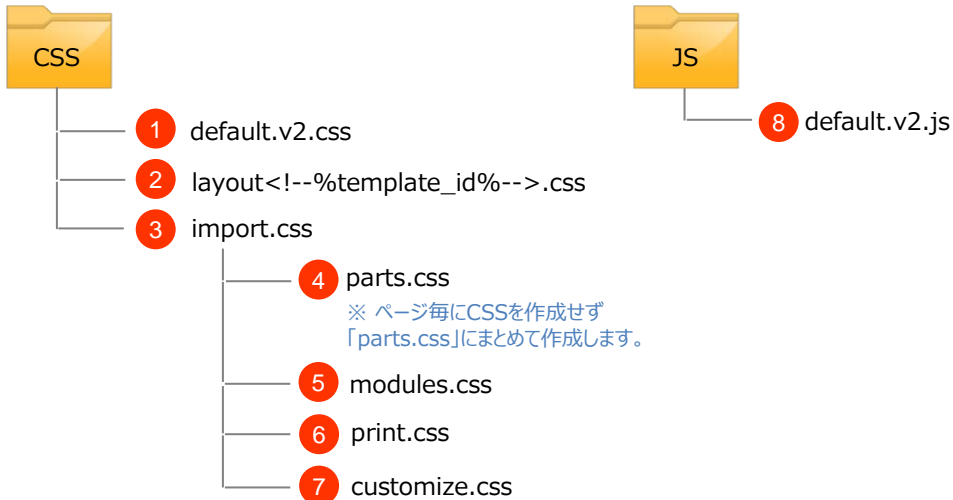 CSS
1 default.v2.css
2 layout<!--%template_id%-->.css
3 import.css
4 parts.css
※ ページ毎にCSSを作成せず
「parts.css」にまとめて作成します。
5 modules.css
6 print.css
7 customize.css
JS
8 default.v2.js